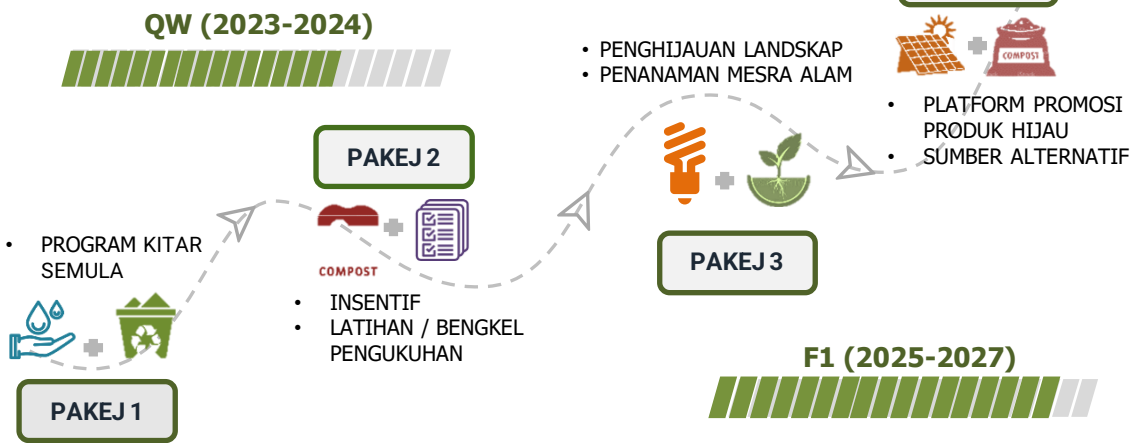 QW (2023-2024)
• PROGRAM KITAR
SEMULA
PAKEJ 1
PAKEJ 2
COMPOST
• INSENTIF
• LATIHAN / BENGKEL
PENGUKUHAN
• PENGHIJAUAN LANDSKAP
• PENANAMAN MESRA ALAM
PAKEJ 3
COMPOST
• PLATFORM PROMOSI
PRODUK HIJAU
• SUMBER ALTERNATIF
F1 (2025-2027)